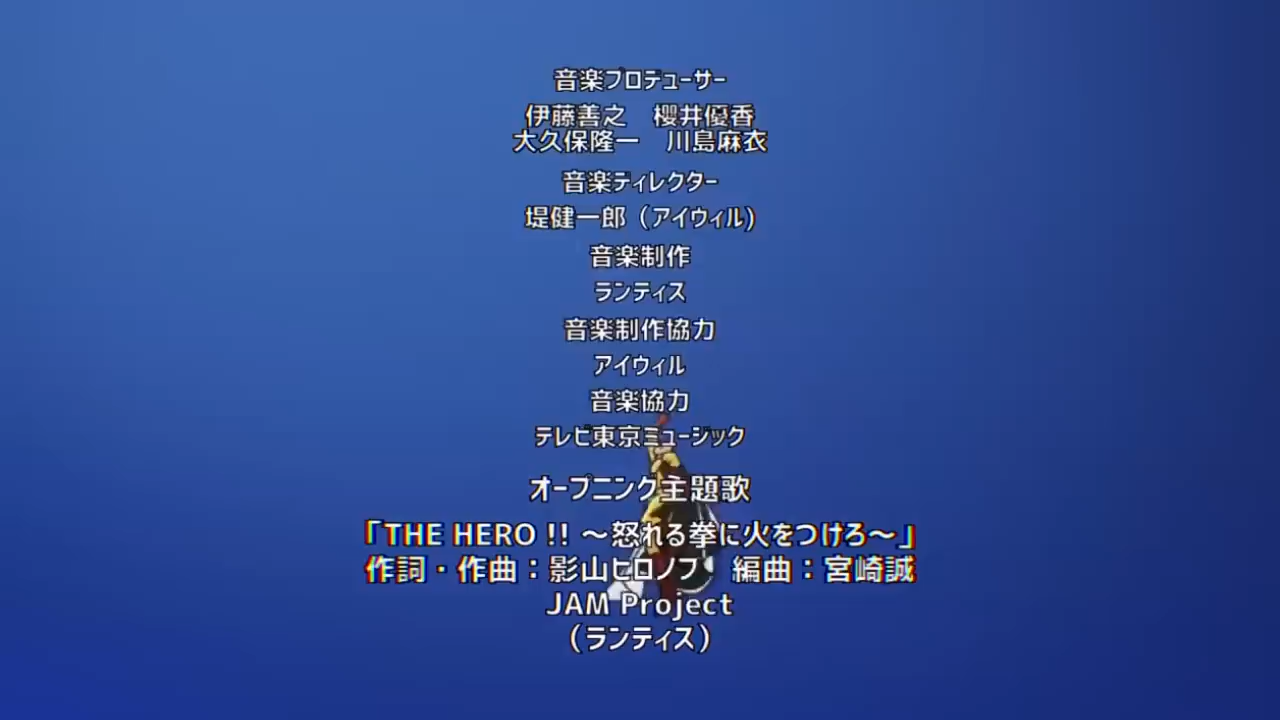 音楽プロデューサー
伊藤善之　櫻井優香
大久保隆一　川島麻衣
音楽ディレクター
堤健一郎（アイウィル）
音楽制作
ランティス
音楽制作協力
アイウィル
音楽協力
テレビ東京ミュージック
オープニング主題歌
「THE HERO !! ～怒れる拳に火をつけろ～」
作詞・作曲：影山ヒロノブ　編曲：宮崎誠
JAM Project
（ランティス）